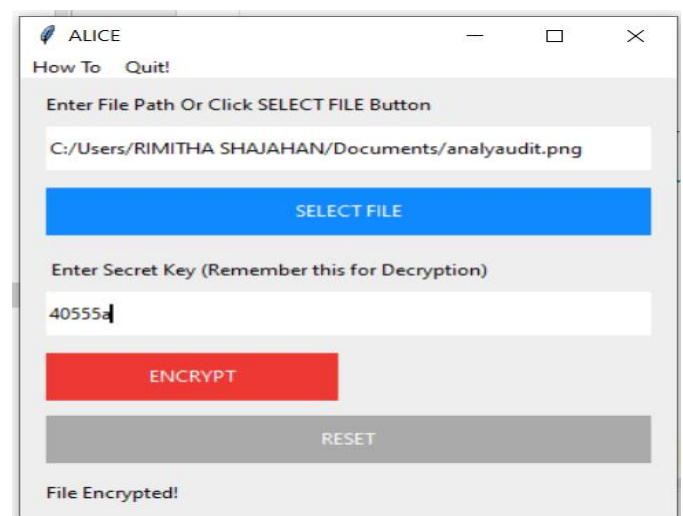 ALICE
How To Quit!
Enter File Path Or Click SELECT FILE Button
C:/Users/RIMITHA SHAJAHAN/Documents/analyaudit.png
SELECT FILE
Enter Secret Key (Remember this for Decryption)
40555a
ENCRYPT
RESET
File Encrypted!